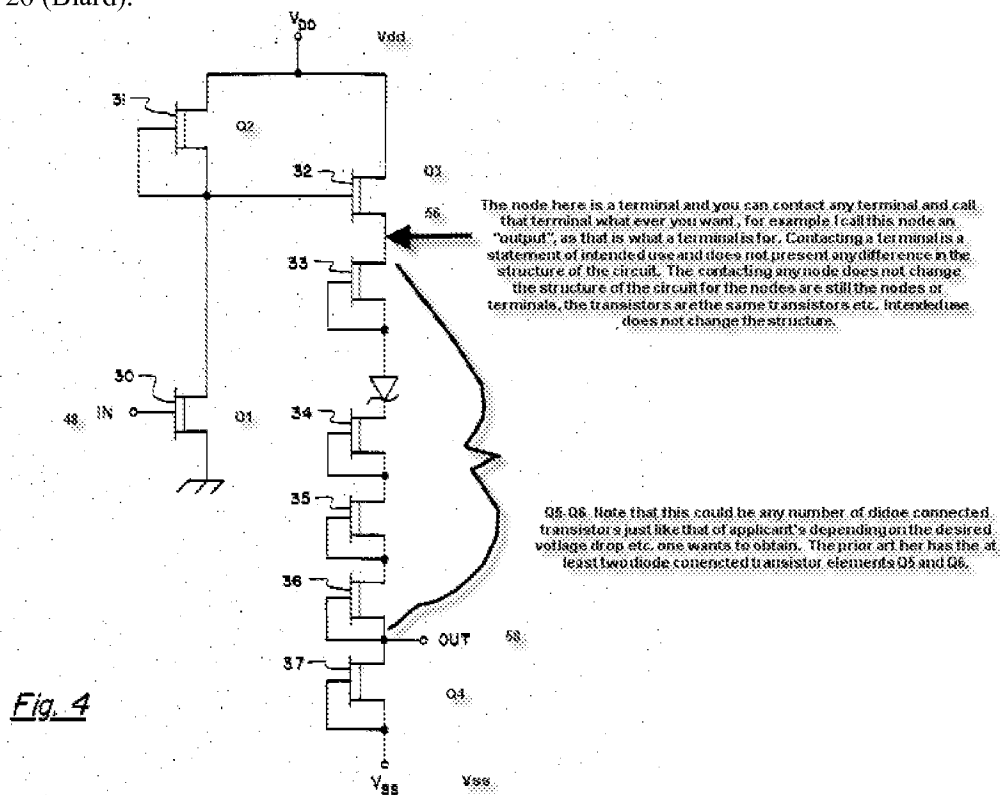 20 (Biard).
VDD
Vdd
31
Q2
32
Q3
56
The node here is a terminal and you can contact any terminal and call
that terminal what ever you want, for example I call this node an
"output", as that is what a terminal is for. Contacting a terminal is a
statement of intended use and does not present any difference in the
structure of the circuit. The contacting any node does not change
the structure of the circuit for the nodes are still the nodes or
terminals, the transistors are the same transistors etc. Intended use
does not change the structure.
33
30
48
IN
Q1
34
35
Q5-Q6 Note that this could be any number of didoe connected
transistors just like that of applicant's depending on the desired
voltage drop etc. one wants to obtain. The prior art her has the at
least two diode conencted transistor elements Q5 and Q6.
36
OUT
58
37
Q4
Fig. 4
VSS
Vss